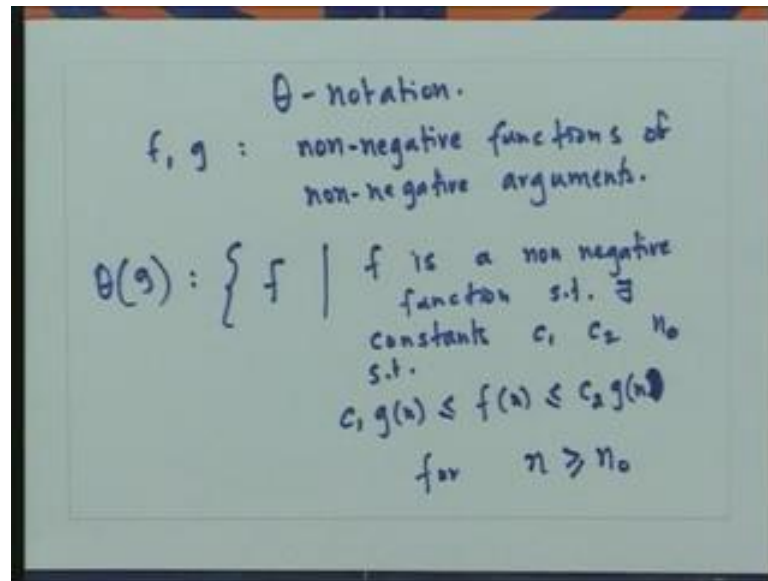 θ - notation.
f, g : non-negative functions of
non-negative arguments.
θ(g) : { f | f is a non negative
function s.t. ∃
constants c₁ c₂ n₀
s.t.
c₁ g(n) ≤ f(n) ≤ c₂ g(n)
for n ≥ n₀